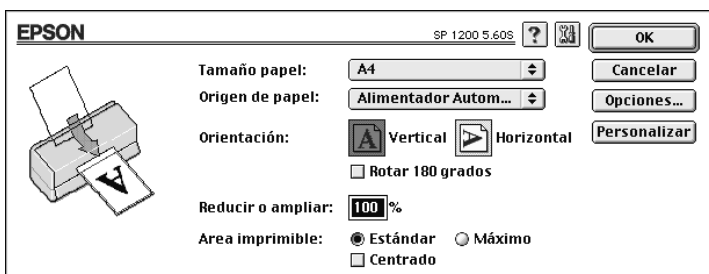 EPSON SP 1200 5.60S ? OK
Tamaño papel: A4 Cancelar
Origen de papel: Alimentador Autom... Opciones...
Orientación: A Vertical A Horizontal Personalizar
Rotar 180 grados
Reducir o ampliar: 100 %
Area imprimible: Estándar Máximo
Centrado
A